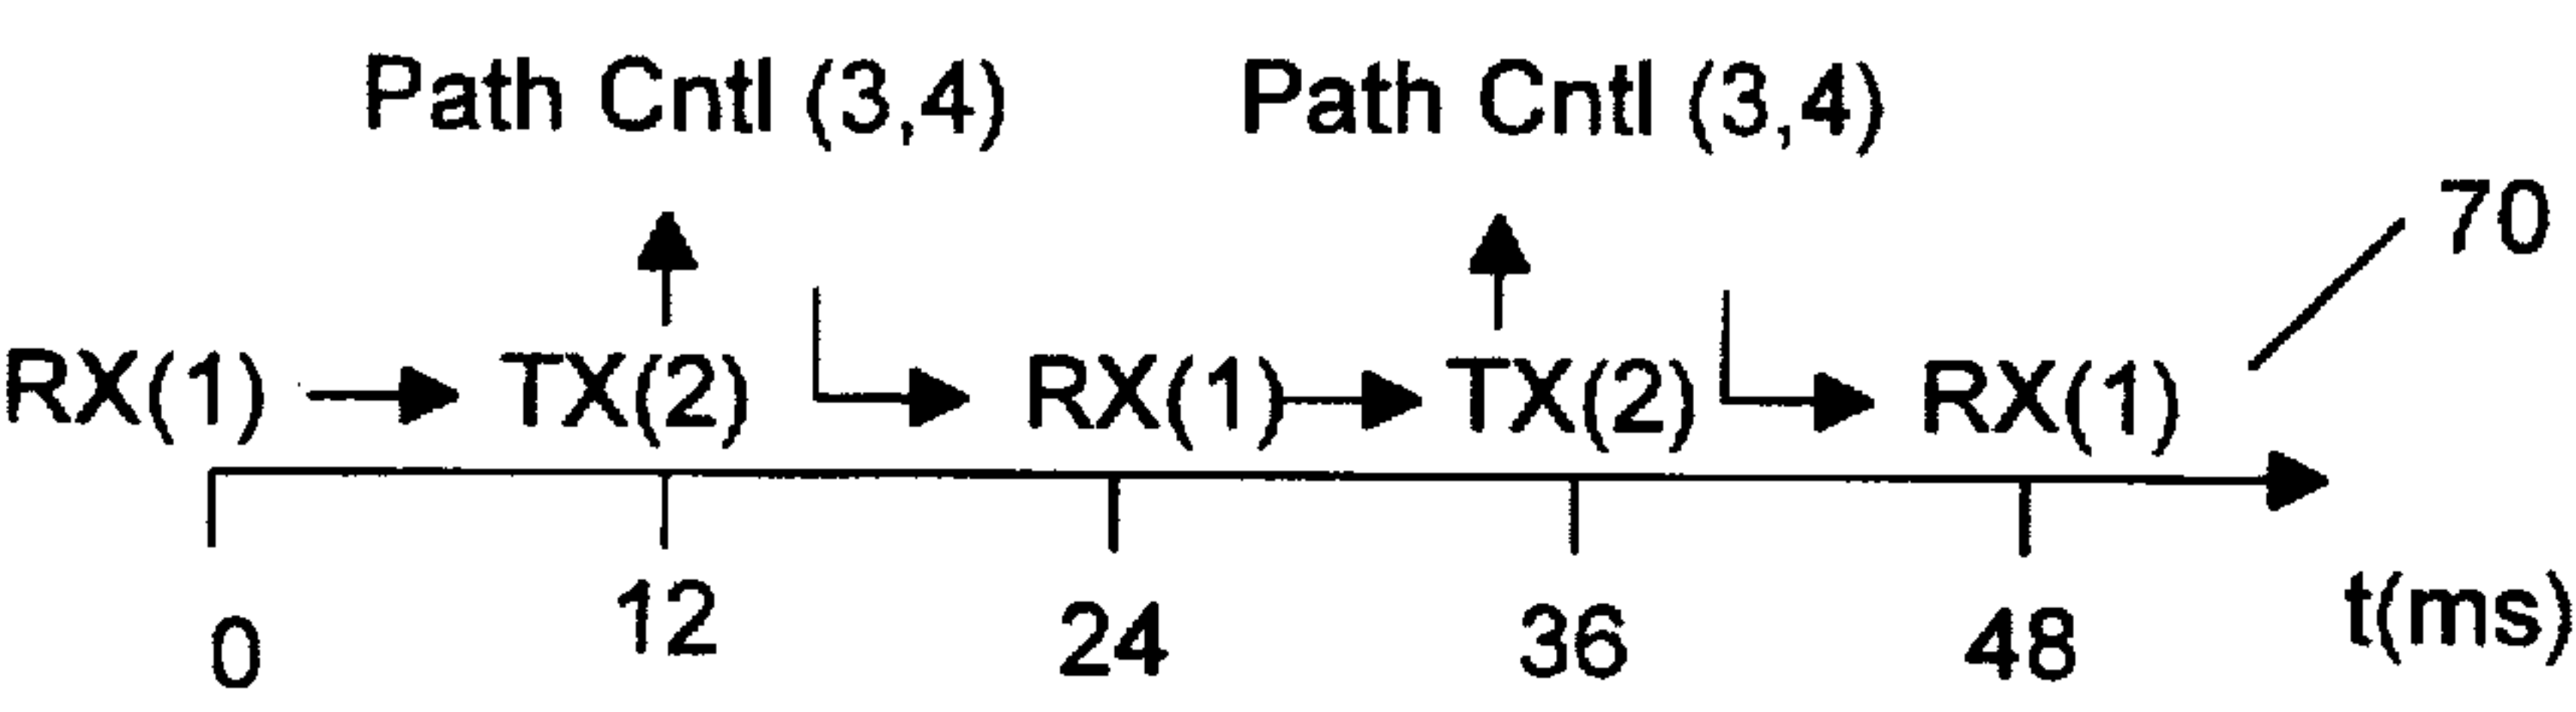 Path Cntl (3,4) Path Cntl (3,4)
70
RX(1) TX(2) RX(1) TX(2) RX(1)
0 12 24 36 48 t(ms)